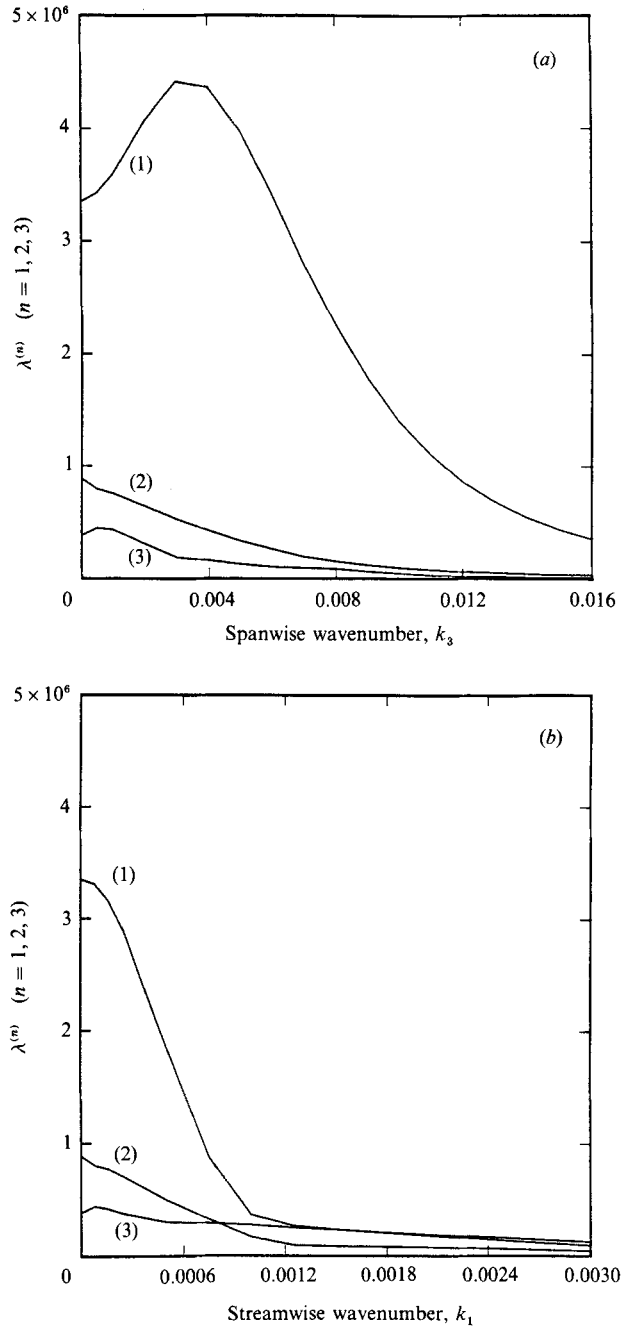 5 × 10⁶
(a)
4
(1)
3
λ⁽ⁿ⁾ (n = 1, 2, 3)
2
1
(2)
(3)
0 0.004 0.008 0.012 0.016
Spanwise wavenumber, k₃
5 × 10⁶
(b)
4
(1)
3
λ⁽ⁿ⁾ (n = 1, 2, 3)
2
1
(2)
(3)
0 0.0006 0.0012 0.0018 0.0024 0.0030
Streamwise wavenumber, k₁